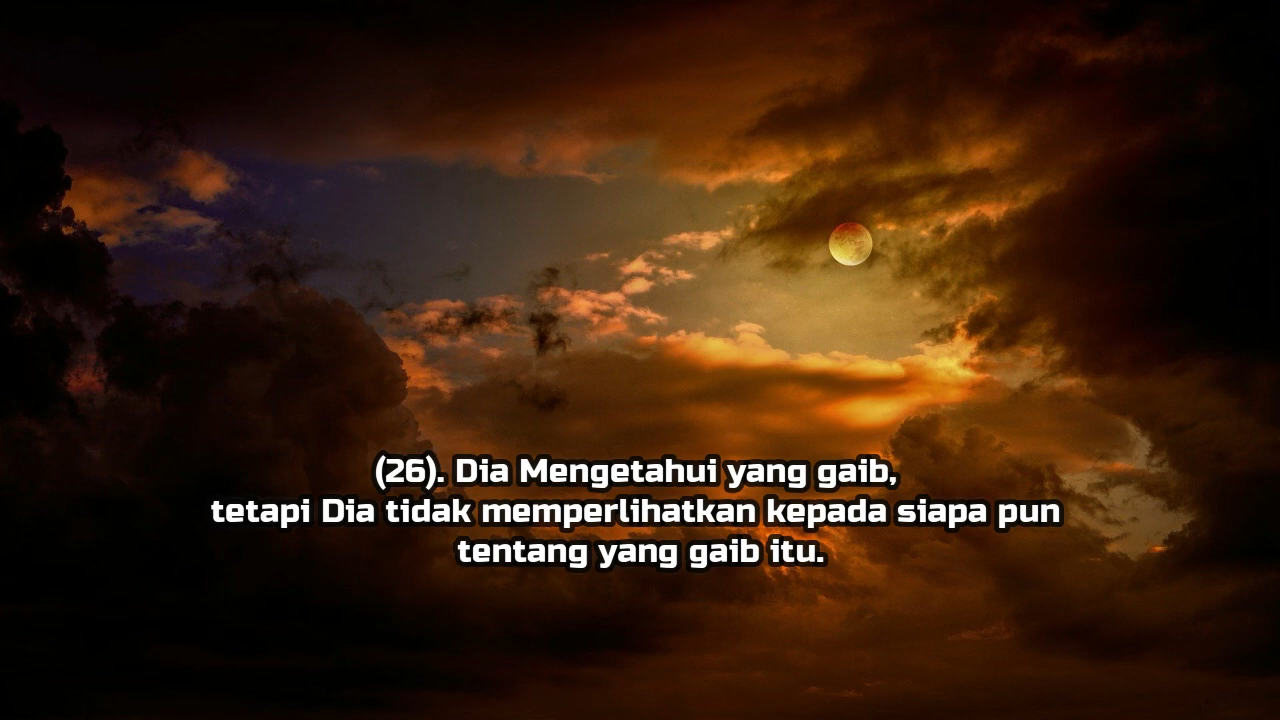 (26). Dia Mengetahui yang gaib,
tetapi Dia tidak memperlihatkan kepada siapa pun
tentang yang gaib itu.